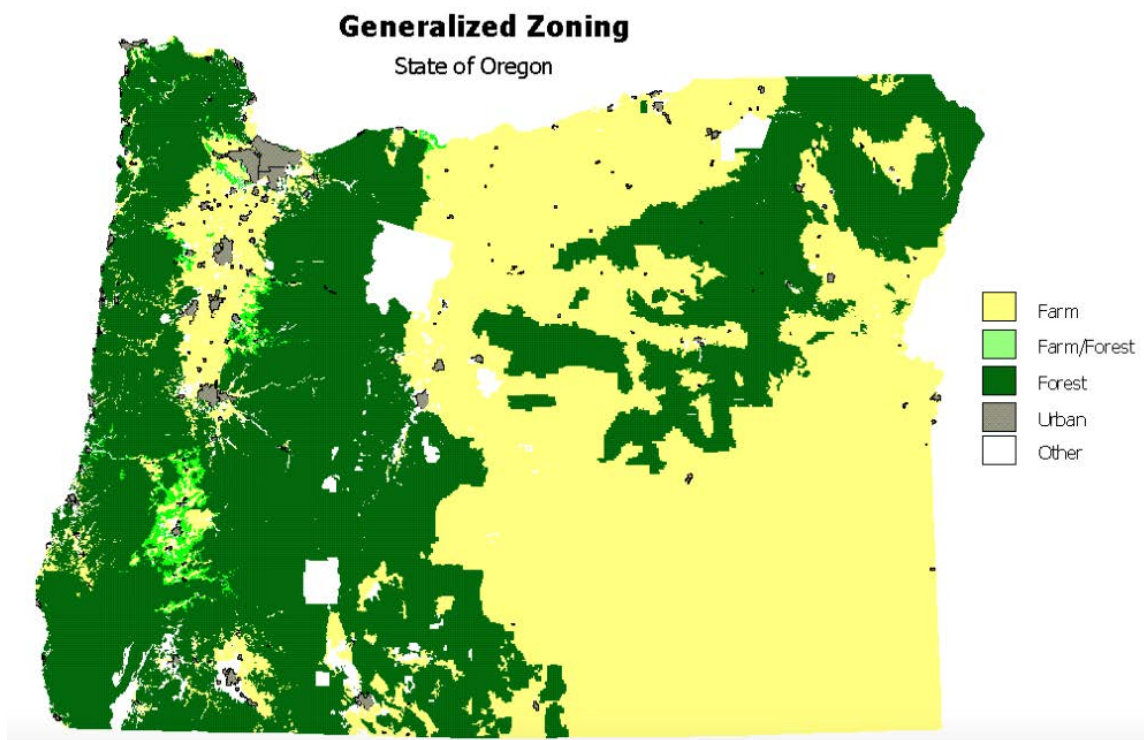 Generalized Zoning
State of Oregon
Farm
Farm/Forest
Forest
Urban
Other